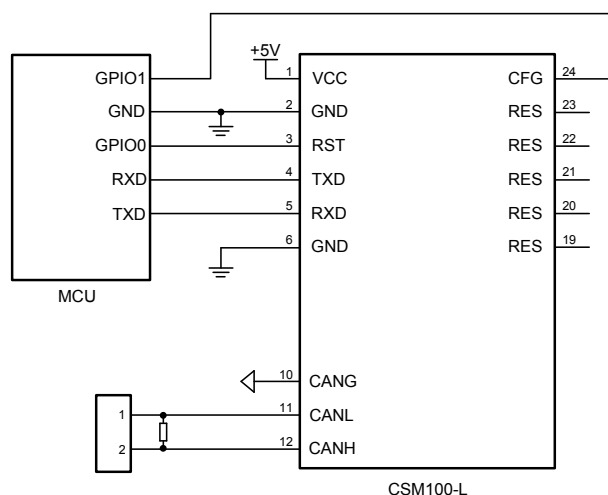 +5V
GPIO1 1 VCC CFG 24
GND 2 GND RES 23
GPIO0 3 RST RES 22
RXD 4 TXD RES 21
TXD 5 RXD RES 20
6 GND RES 19
MCU
10 CANG
1 11 CANL
2 12 CANH
CSM100-L